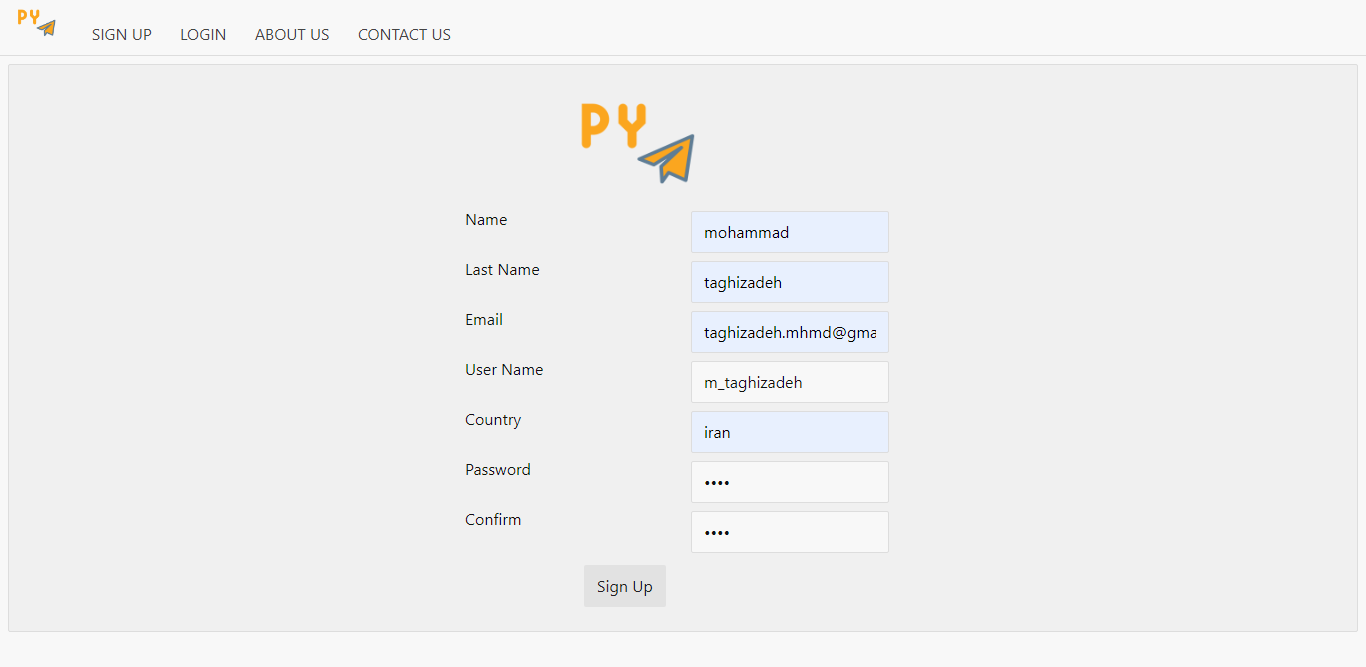 PY
SIGN UP LOGIN ABOUT US CONTACT US
PY
Name mohammad
Last Name taghizadeh
Email taghizadeh.mhmd@gma
User Name m_taghizadeh
Country iran
Password ••••
Confirm ••••
Sign Up